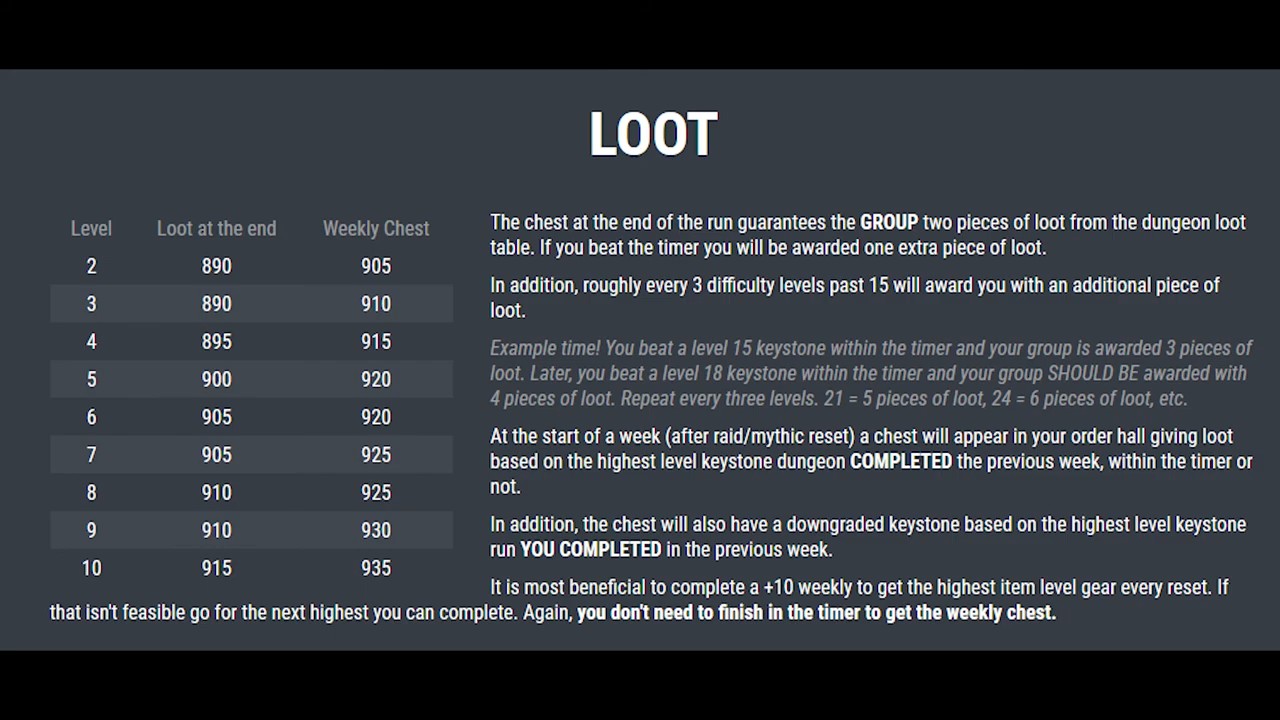 LOOT
Level Loot at the end Weekly Chest
2 890 905
3 890 910
4 895 915
5 900 920
6 905 920
7 905 925
8 910 925
9 910 930
10 915 935
The chest at the end of the run guarantees the GROUP two pieces of loot from the dungeon loot
table. If you beat the timer you will be awarded one extra piece of loot.
In addition, roughly every 3 difficulty levels past 15 will award you with an additional piece of
loot.
Example time! You beat a level 15 keystone within the timer and your group is awarded 3 pieces of
loot. Later, you beat a level 18 keystone within the timer and your group SHOULD BE awarded with
4 pieces of loot. Repeat every three levels. 21 = 5 pieces of loot, 24 = 6 pieces of loot, etc.
At the start of a week (after raid/mythic reset) a chest will appear in your order hall giving loot
based on the highest level keystone dungeon COMPLETED the previous week, within the timer or
not.
In addition, the chest will also have a downgraded keystone based on the highest level keystone
run YOU COMPLETED in the previous week.
It is most beneficial to complete a +10 weekly to get the highest item level gear every reset. If
that isn't feasible go for the next highest you can complete. Again, you don't need to finish in the timer to get the weekly chest.